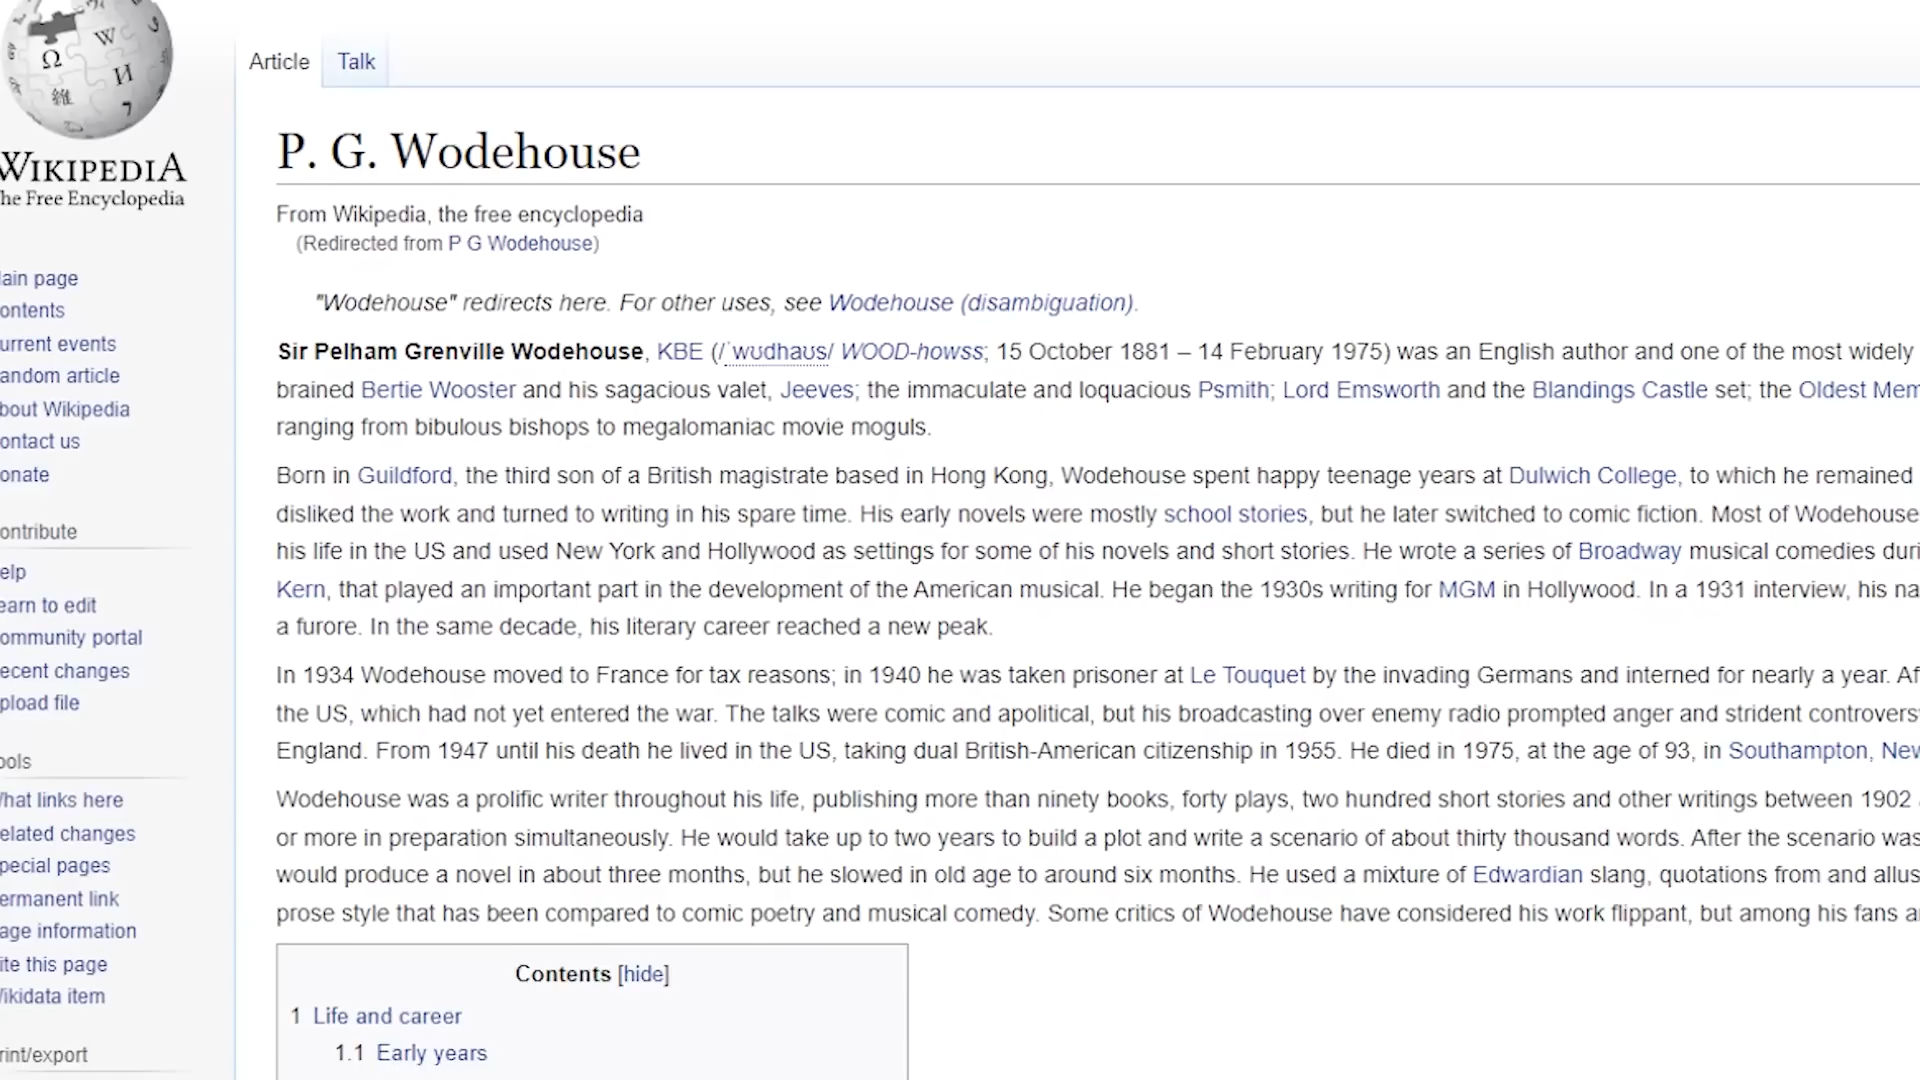 Ω
W
И
維
7
WIKIPEDIA
he Free Encyclopedia
ain page
ontents
urrent events
andom article
bout Wikipedia
ontact us
onate
ontribute
elp
earn to edit
ommunity portal
ecent changes
pload file
ools
hat links here
elated changes
pecial pages
ermanent link
age information
ite this page
ikidata item
rint/export
Article Talk
P. G. Wodehouse
From Wikipedia, the free encyclopedia
(Redirected from P G Wodehouse)
"Wodehouse" redirects here. For other uses, see Wodehouse (disambiguation).
Sir Pelham Grenville Wodehouse, KBE (/ˈwʊdhaʊs/ WOOD-howss; 15 October 1881 – 14 February 1975) was an English author and one of the most widely
brained Bertie Wooster and his sagacious valet, Jeeves; the immaculate and loquacious Psmith; Lord Emsworth and the Blandings Castle set; the Oldest Mem
ranging from bibulous bishops to megalomaniac movie moguls.
Born in Guildford, the third son of a British magistrate based in Hong Kong, Wodehouse spent happy teenage years at Dulwich College, to which he remained
disliked the work and turned to writing in his spare time. His early novels were mostly school stories, but he later switched to comic fiction. Most of Wodehouse
his life in the US and used New York and Hollywood as settings for some of his novels and short stories. He wrote a series of Broadway musical comedies duri
Kern, that played an important part in the development of the American musical. He began the 1930s writing for MGM in Hollywood. In a 1931 interview, his na
a furore. In the same decade, his literary career reached a new peak.
In 1934 Wodehouse moved to France for tax reasons; in 1940 he was taken prisoner at Le Touquet by the invading Germans and interned for nearly a year. Af
the US, which had not yet entered the war. The talks were comic and apolitical, but his broadcasting over enemy radio prompted anger and strident controvers
England. From 1947 until his death he lived in the US, taking dual British-American citizenship in 1955. He died in 1975, at the age of 93, in Southampton, New
Wodehouse was a prolific writer throughout his life, publishing more than ninety books, forty plays, two hundred short stories and other writings between 1902
or more in preparation simultaneously. He would take up to two years to build a plot and write a scenario of about thirty thousand words. After the scenario was
would produce a novel in about three months, but he slowed in old age to around six months. He used a mixture of Edwardian slang, quotations from and allus
prose style that has been compared to comic poetry and musical comedy. Some critics of Wodehouse have considered his work flippant, but among his fans a
Contents [hide]
1 Life and career
1.1 Early years